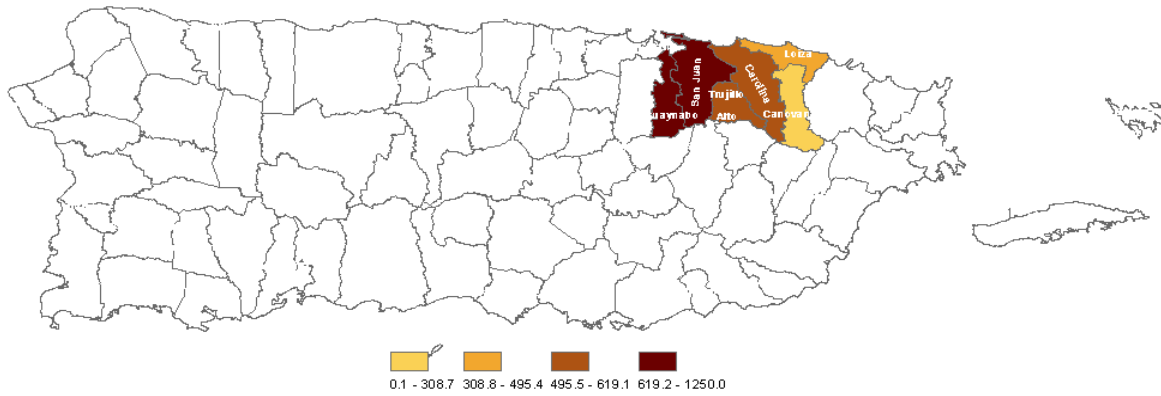 Loiza
San Juan
Carolina
Trujillo
Alto
uaynabo
Canovan
0.1 - 308.7 308.8 - 495.4 495.5 - 619.1 619.2 - 1250.0